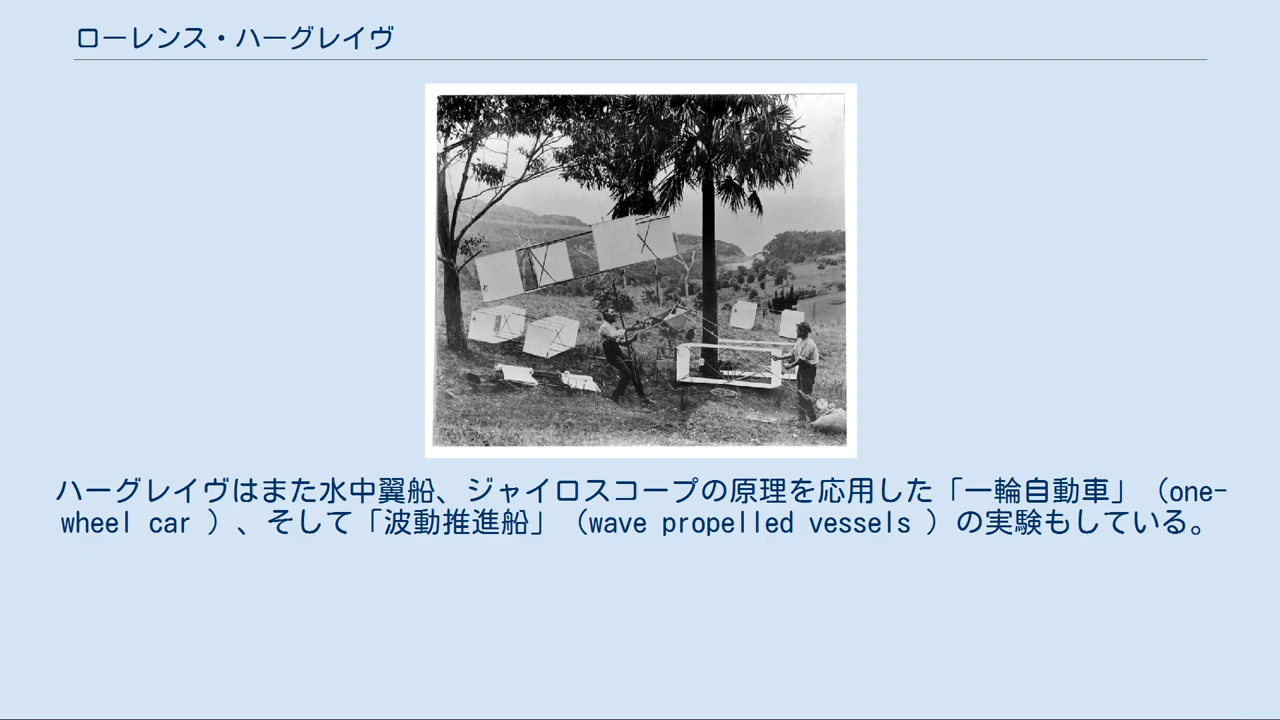 ローレンス・ハーグレイヴ
ハーグレイヴはまた水中翼船、ジャイロスコープの原理を応用した「一輪自動車」（one-
wheel car ）、そして「波動推進船」（wave propelled vessels ）の実験もしている。